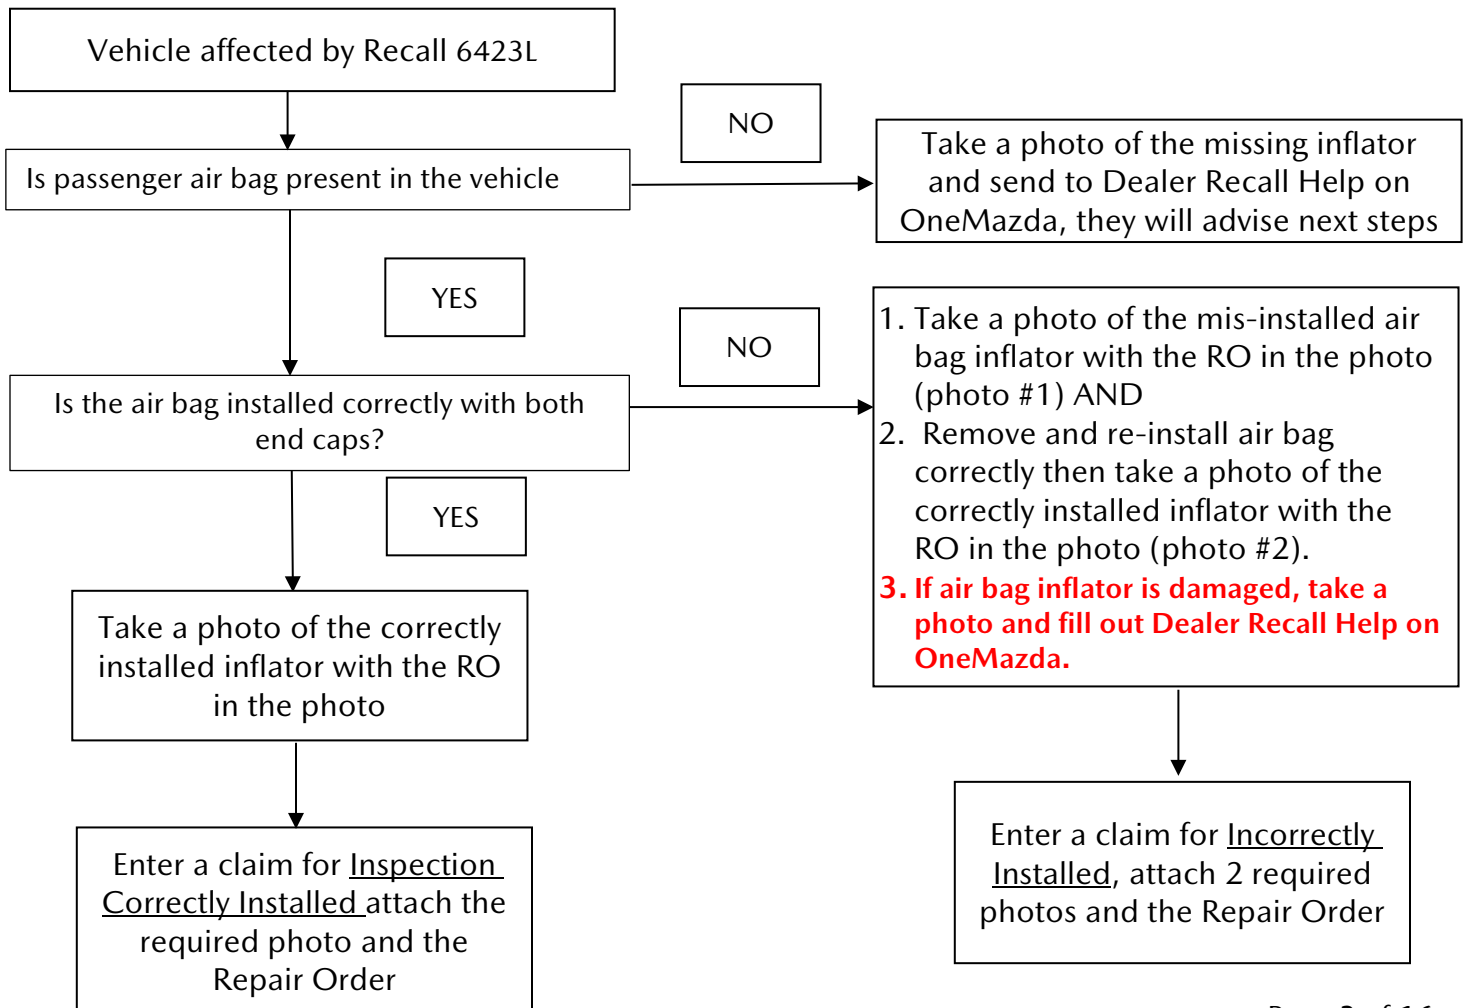 Vehicle affected by Recall 6423L
NO
Is passenger air bag present in the vehicle
Take a photo of the missing inflator
and send to Dealer Recall Help on
OneMazda, they will advise next steps
YES
NO
Is the air bag installed correctly with both
end caps?
1. Take a photo of the mis-installed air
bag inflator with the RO in the photo
(photo #1) AND
2. Remove and re-install air bag
correctly then take a photo of the
correctly installed inflator with the
RO in the photo (photo #2).
3. If air bag inflator is damaged, take a
photo and fill out Dealer Recall Help on
OneMazda.
YES
Take a photo of the correctly
installed inflator with the RO
in the photo
Enter a claim for Inspection
Correctly Installed attach the
required photo and the
Repair Order
Enter a claim for Incorrectly
Installed, attach 2 required
photos and the Repair Order